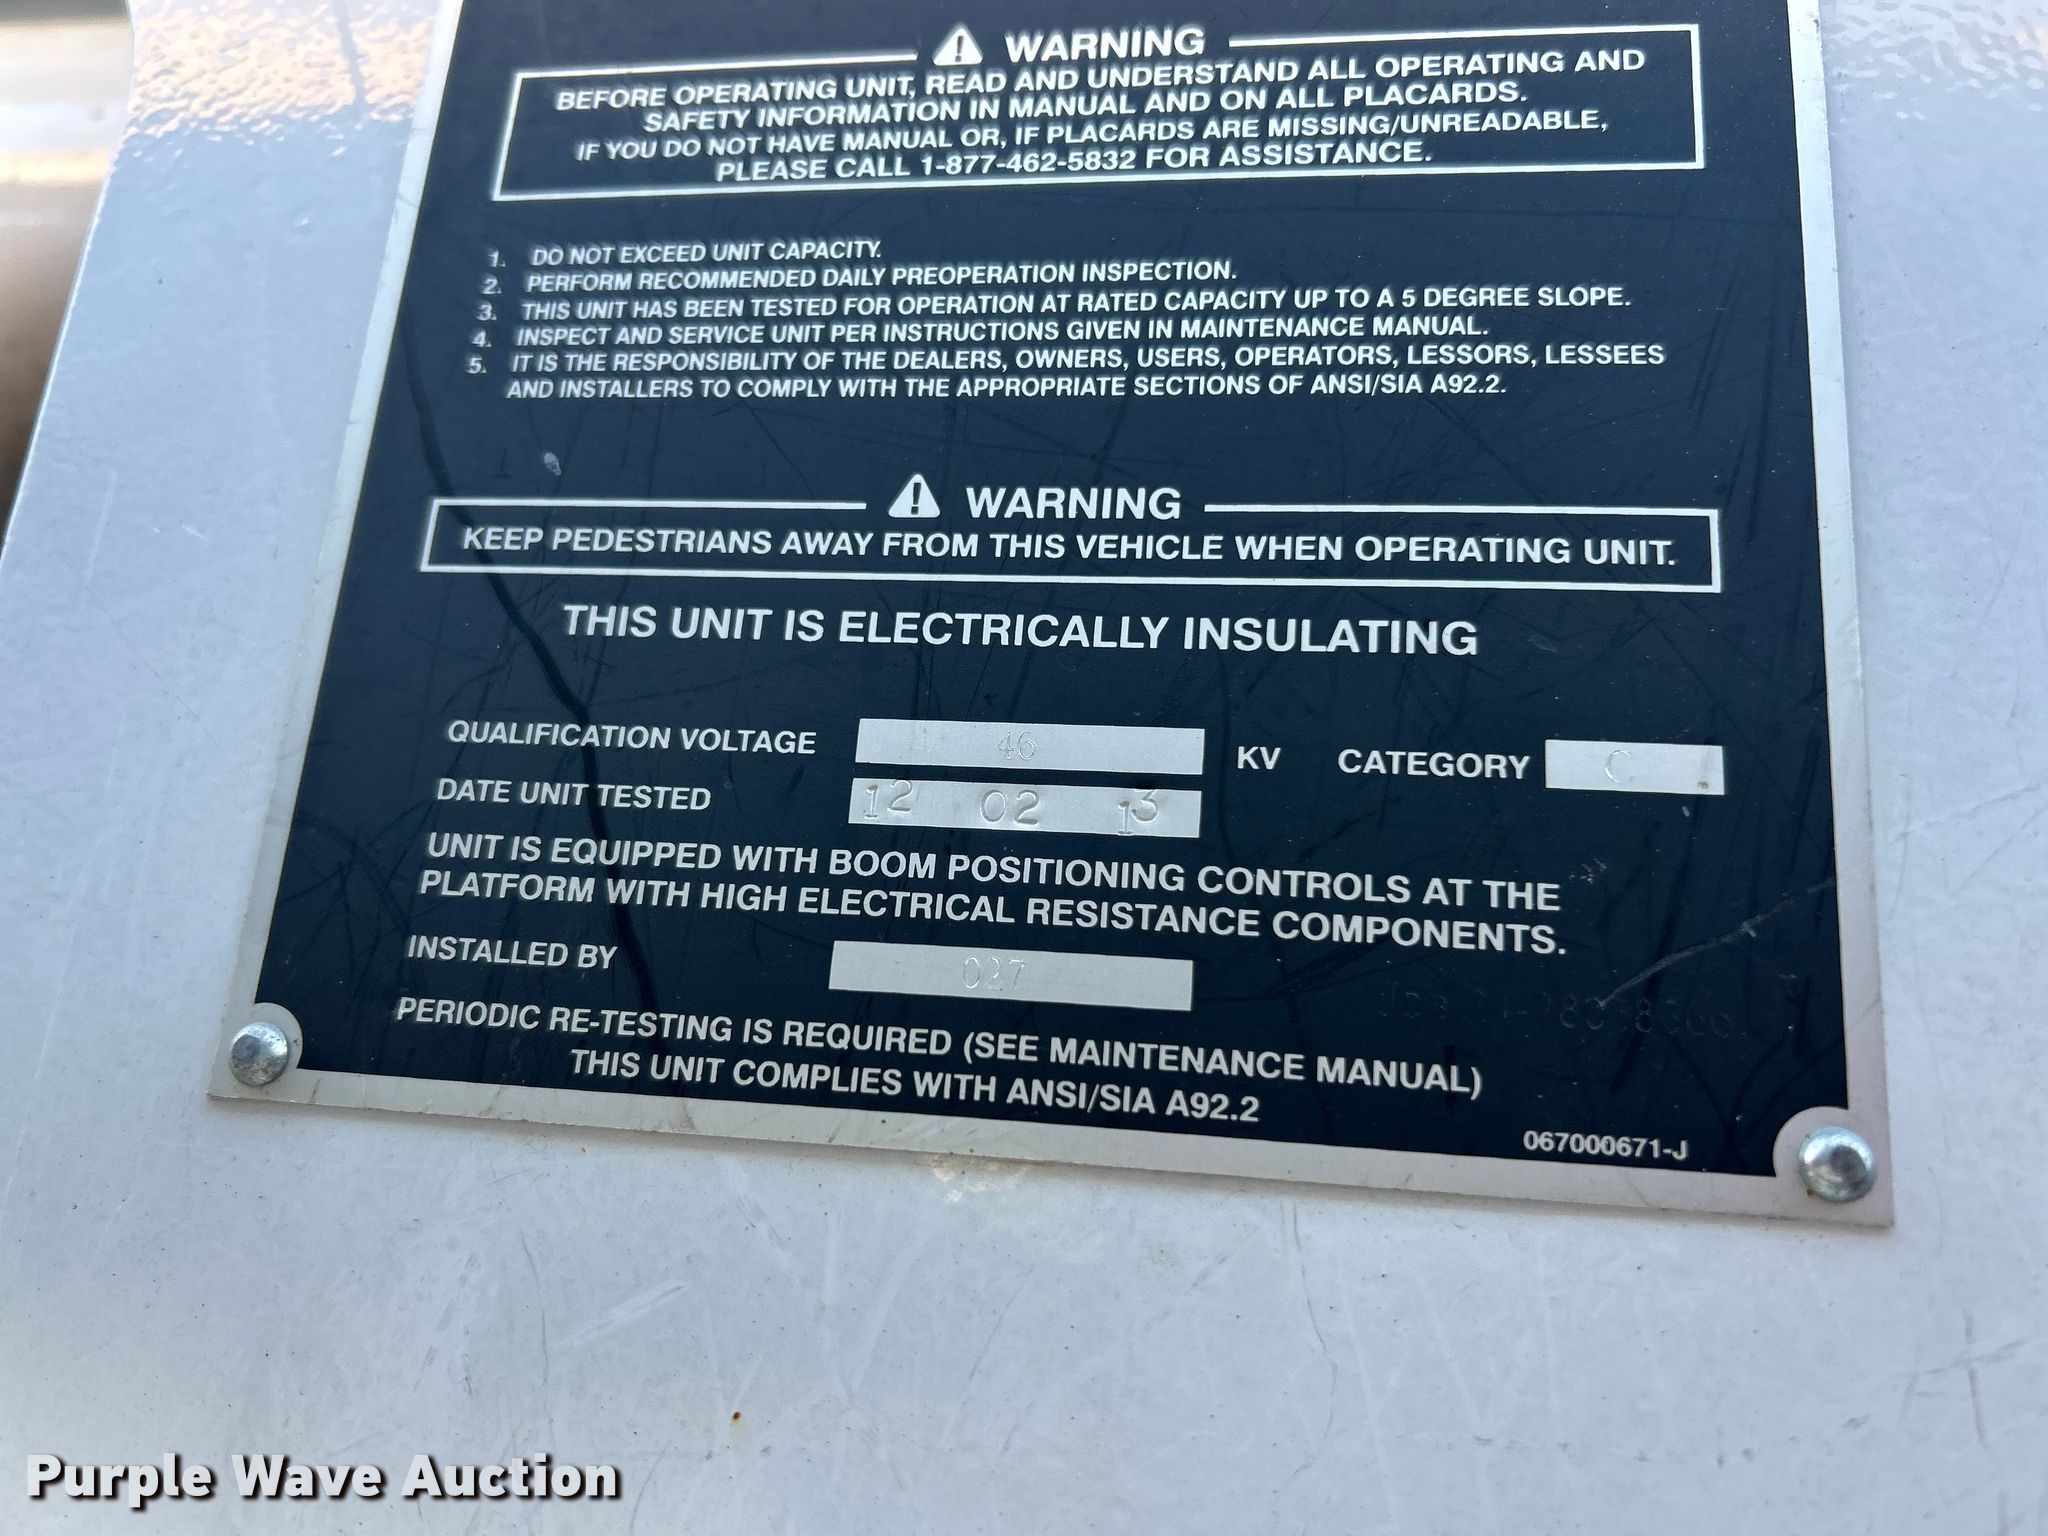 ⚠ WARNING
BEFORE OPERATING UNIT, READ AND UNDERSTAND ALL OPERATING AND
SAFETY INFORMATION IN MANUAL AND ON ALL PLACARDS.
IF YOU DO NOT HAVE MANUAL OR, IF PLACARDS ARE MISSING/UNREADABLE,
PLEASE CALL 1-877-462-5832 FOR ASSISTANCE.
1. DO NOT EXCEED UNIT CAPACITY.
2. PERFORM RECOMMENDED DAILY PREOPERATION INSPECTION.
3. THIS UNIT HAS BEEN TESTED FOR OPERATION AT RATED CAPACITY UP TO A 5 DEGREE SLOPE.
4. INSPECT AND SERVICE UNIT PER INSTRUCTIONS GIVEN IN MAINTENANCE MANUAL.
5. IT IS THE RESPONSIBILITY OF THE DEALERS, OWNERS, USERS, OPERATORS, LESSORS, LESSEES
AND INSTALLERS TO COMPLY WITH THE APPROPRIATE SECTIONS OF ANSI/SIA A92.2.
⚠ WARNING
KEEP PEDESTRIANS AWAY FROM THIS VEHICLE WHEN OPERATING UNIT.
THIS UNIT IS ELECTRICALLY INSULATING
QUALIFICATION VOLTAGE 46 KV CATEGORY C
DATE UNIT TESTED 12 02 13
UNIT IS EQUIPPED WITH BOOM POSITIONING CONTROLS AT THE
PLATFORM WITH HIGH ELECTRICAL RESISTANCE COMPONENTS.
INSTALLED BY 027
PERIODIC RE-TESTING IS REQUIRED (SEE MAINTENANCE MANUAL)
THIS UNIT COMPLIES WITH ANSI/SIA A92.2
067000671-J
Purple Wave Auction